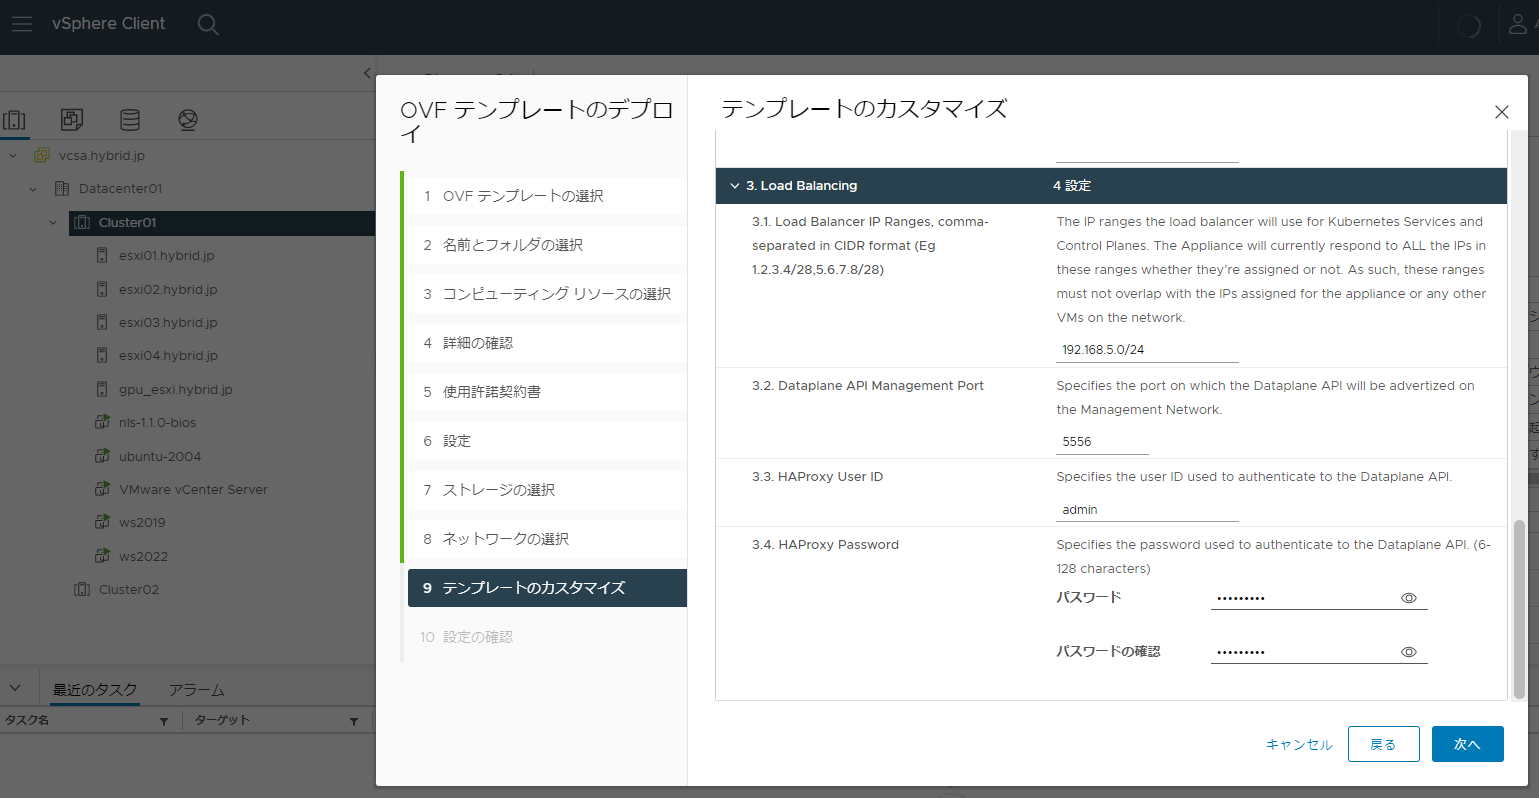 vSphere Client
vcsa.hybrid.jp
Datacenter01
Cluster01
esxi01.hybrid.jp
esxi02.hybrid.jp
esxi03.hybrid.jp
esxi04.hybrid.jp
gpu_esxi.hybrid.jp
nls-1.1.0-bios
ubuntu-2004
VMware vCenter Server
ws2019
ws2022
Cluster02
最近のタスク アラーム
タスク名 ターゲット
OVF テンプレートのデプロ
イ
1 OVF テンプレートの選択
2 名前とフォルダの選択
3 コンピューティング リソースの選択
4 詳細の確認
5 使用許諾契約書
6 設定
7 ストレージの選択
8 ネットワークの選択
9 テンプレートのカスタマイズ
10 設定の確認
テンプレートのカスタマイズ
3. Load Balancing 4 設定
3.1. Load Balancer IP Ranges, comma-
separated in CIDR format (Eg
1.2.3.4/28,5.6.7.8/28)
The IP ranges the load balancer will use for Kubernetes Services and
Control Planes. The Appliance will currently respond to ALL the IPs in
these ranges whether they're assigned or not. As such, these ranges
must not overlap with the IPs assigned for the appliance or any other
VMs on the network.
192.168.5.0/24
3.2. Dataplane API Management Port
Specifies the port on which the Dataplane API will be advertized on
the Management Network.
5556
3.3. HAProxy User ID
Specifies the user ID used to authenticate to the Dataplane API.
admin
3.4. HAProxy Password
Specifies the password used to authenticate to the Dataplane API. (6-
128 characters)
パスワード •••••••••
パスワードの確認 •••••••••
キャンセル 戻る 次へ